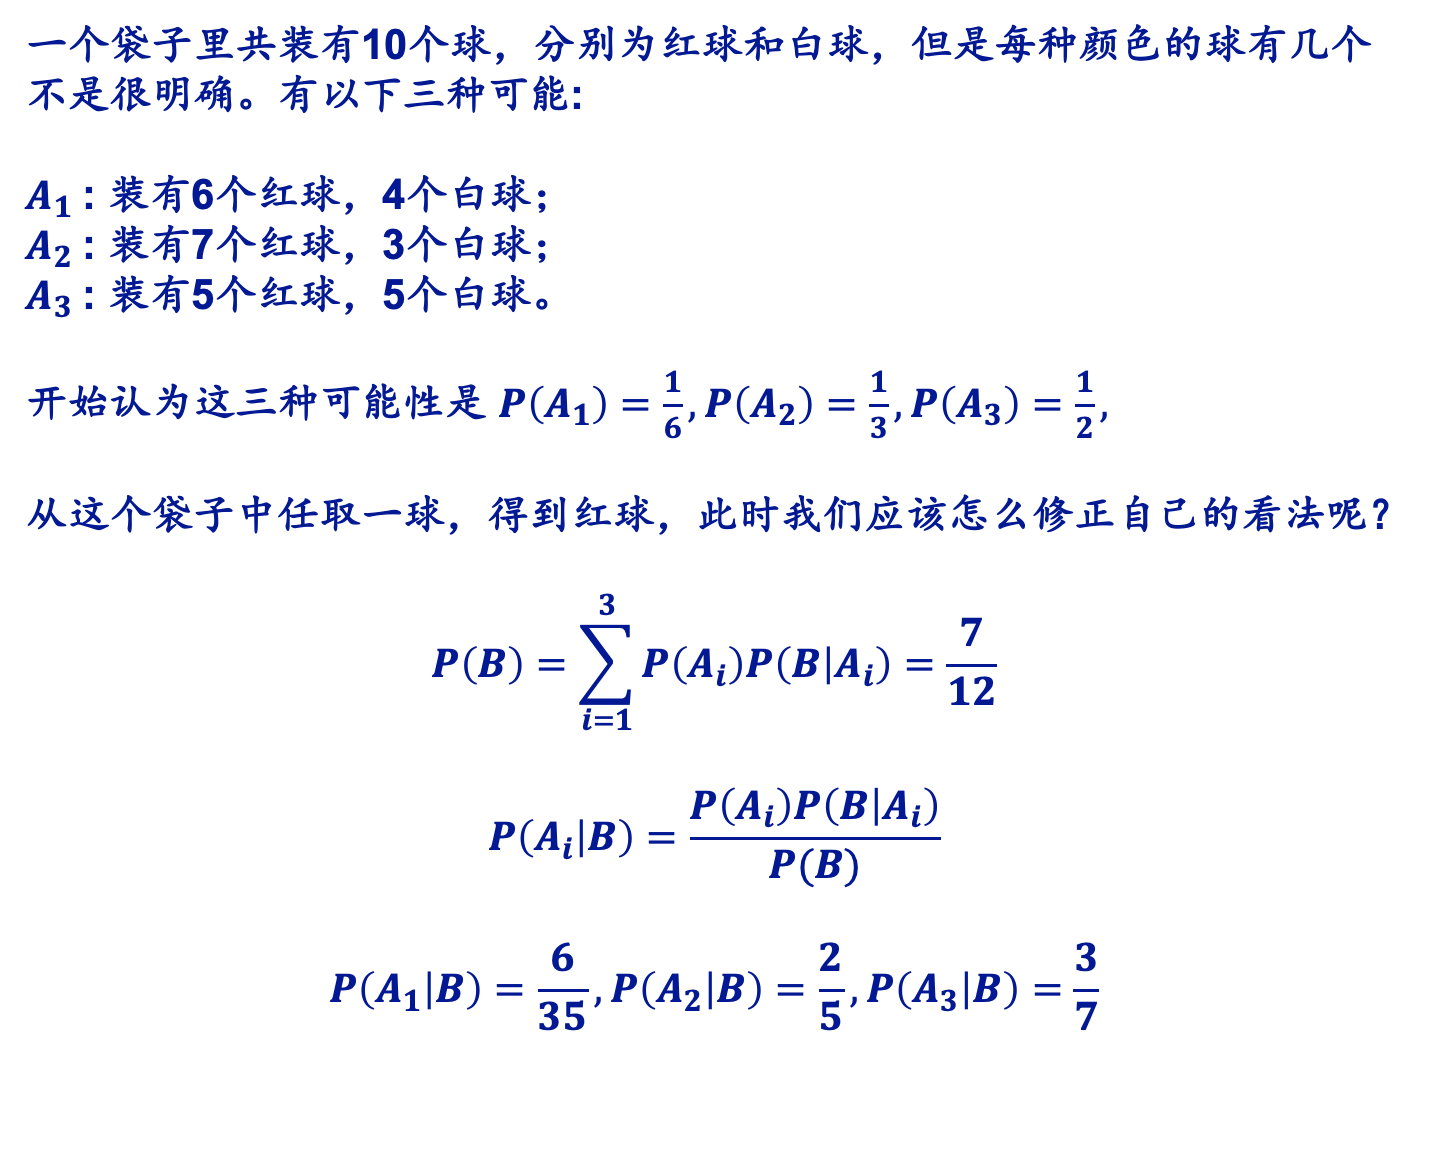 一个袋子里共装有10个球，分别为红球和白球，但是每种颜色的球有几个
不是很明确。有以下三种可能:
A₁ : 装有6个红球，4个白球；
A₂ : 装有7个红球，3个白球；
A₃ : 装有5个红球，5个白球。
开始认为这三种可能性是 P(A₁) = 1/6, P(A₂) = 1/3, P(A₃) = 1/2,
从这个袋子中任取一球，得到红球，此时我们应该怎么修正自己的看法呢？
P(B) = ∑_{i=1}^{3} P(Aᵢ)P(B|Aᵢ) = 7/12
P(Aᵢ|B) = P(Aᵢ)P(B|Aᵢ) / P(B)
P(A₁|B) = 6/35, P(A₂|B) = 2/5, P(A₃|B) = 3/7